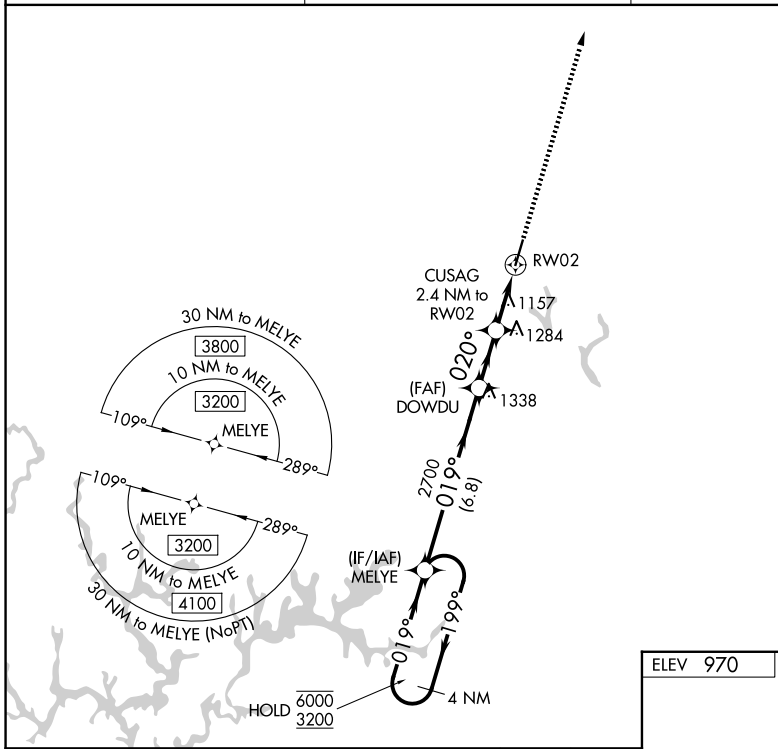 RW02
CUSAG
2.4 NM to
RW02
1157
1284
020°
(FAF)
DOWDU
1338
30 NM to MELYE
3800
10 NM to MELYE
3200
109°
MELYE
289°
109°
MELYE
289°
3200
10 NM to MELYE
4100
30 NM to MELYE (NoPT)
2700
019°
(6.8)
(IF/IAF)
MELYE
019°
199°
HOLD
6000
3200
4 NM
ELEV 970